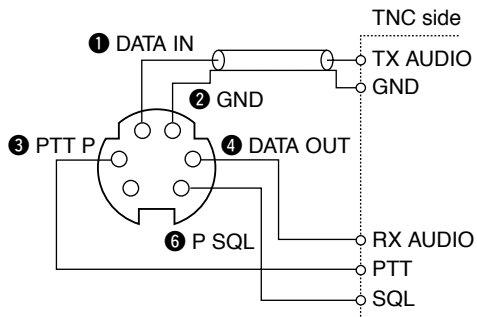 TNC side
❶ DATA IN
TX AUDIO
GND
❷ GND
❸ PTT P
❹ DATA OUT
❻ P SQL
RX AUDIO
PTT
SQL